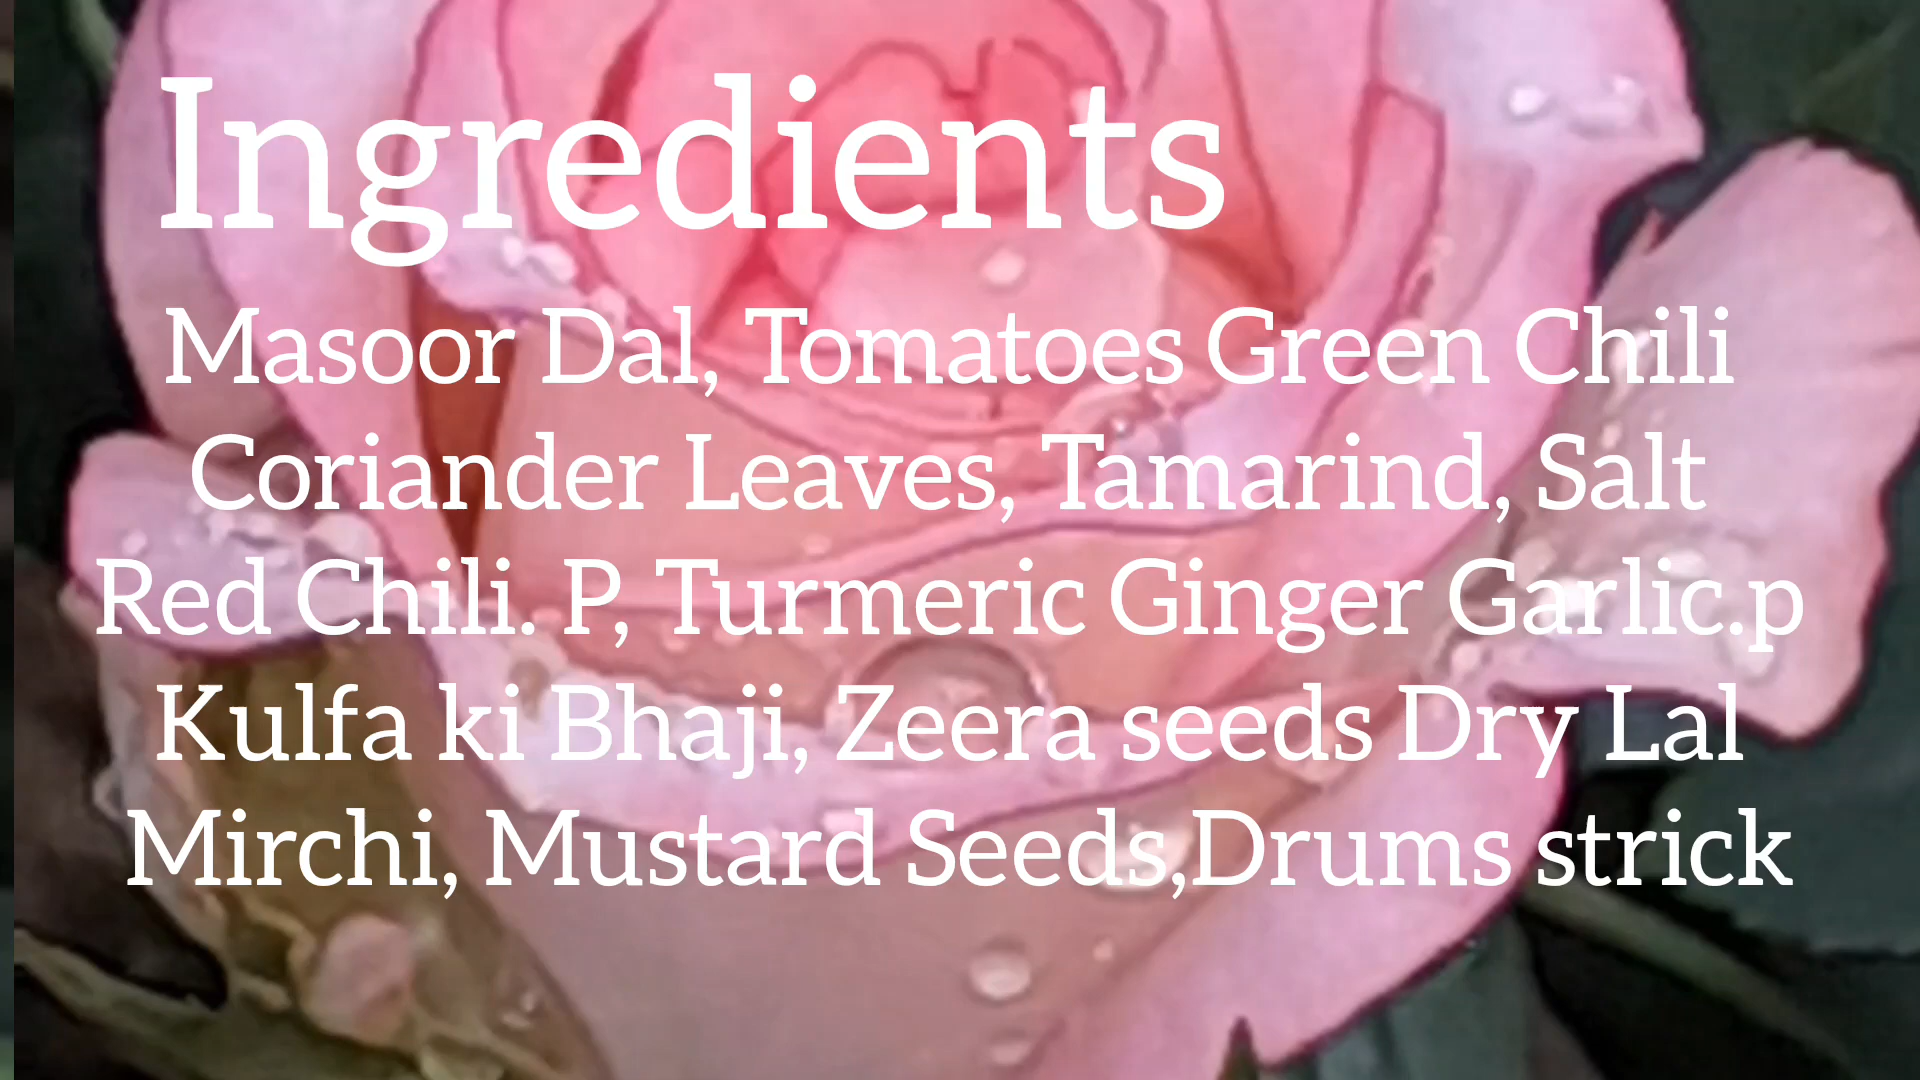 Ingredients
Masoor Dal, Tomatoes Green Chili
Coriander Leaves, Tamarind, Salt
Red Chili. P, Turmeric Ginger Garlic.p
Kulfa ki Bhaji, Zeera seeds Dry Lal
Mirchi, Mustard Seeds,Drums strick